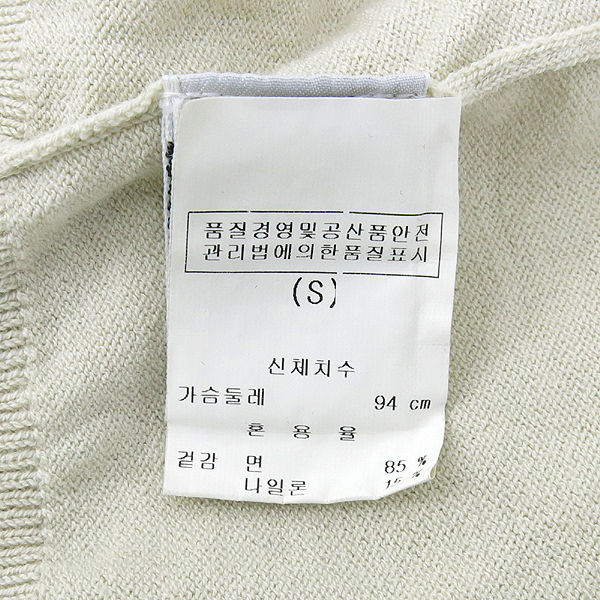 품질경영및공산품안전
관리법에의한품질표시
(S)
신체치수
가슴둘레 94 cm
혼 용 율
겉감 면 85 %
나일론 15 %